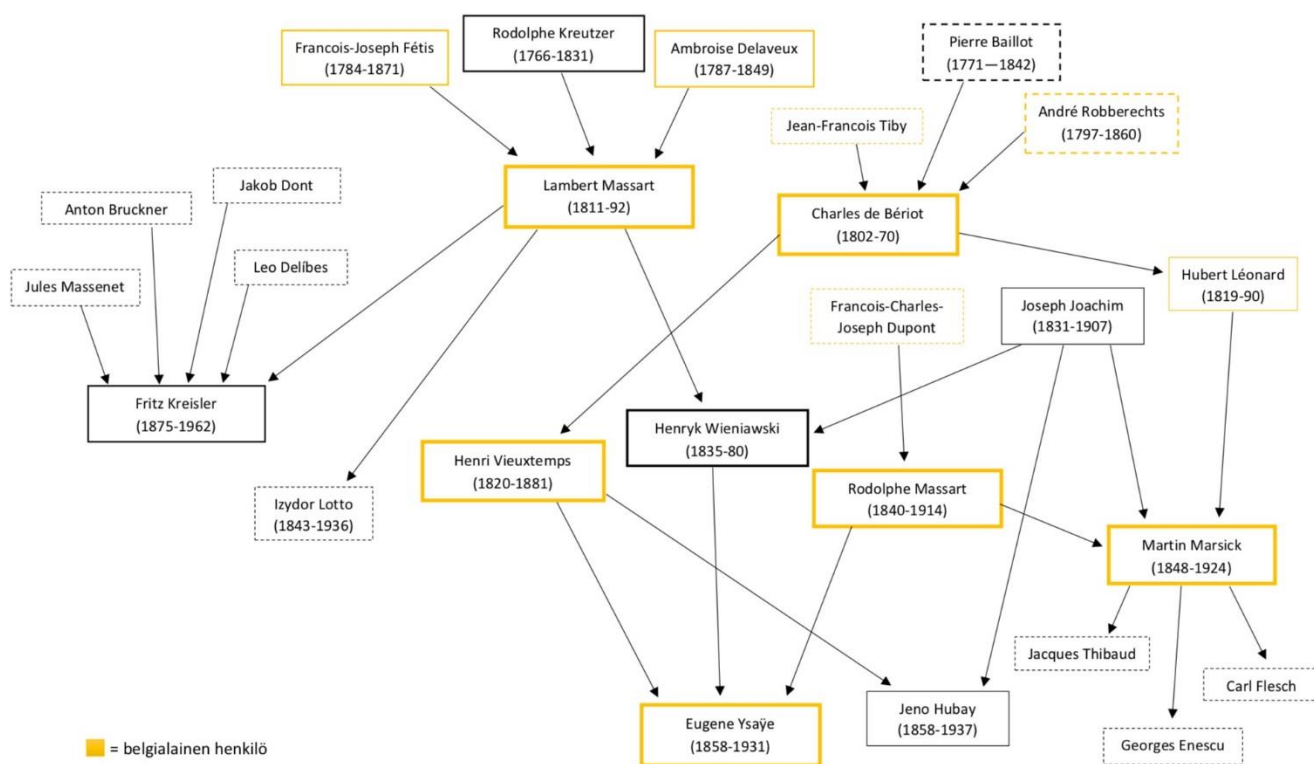 Francois-Joseph Fétis
(1784-1871)
Rodolphe Kreutzer
(1766-1831)
Ambroise Delaveux
(1787-1849)
Pierre Baillot
(1771—1842)
Jean-Francois Tiby
André Robberechts
(1797-1860)
Lambert Massart
(1811-92)
Jakob Dont
Anton Bruckner
Charles de Bériot
(1802-70)
Leo Delíbes
Jules Massenet
Hubert Léonard
(1819-90)
Francois-Charles-
Joseph Dupont
Joseph Joachim
(1831-1907)
Fritz Kreisler
(1875-1962)
Henryk Wieniawski
(1835-80)
Henri Vieuxtemps
(1820-1881)
Rodolphe Massart
(1840-1914)
Izydor Lotto
(1843-1936)
Martin Marsick
(1848-1924)
Jacques Thibaud
Carl Flesch
Jeno Hubay
(1858-1937)
Eugene Ysaÿe
(1858-1931)
Georges Enescu
= belgialainen henkilö